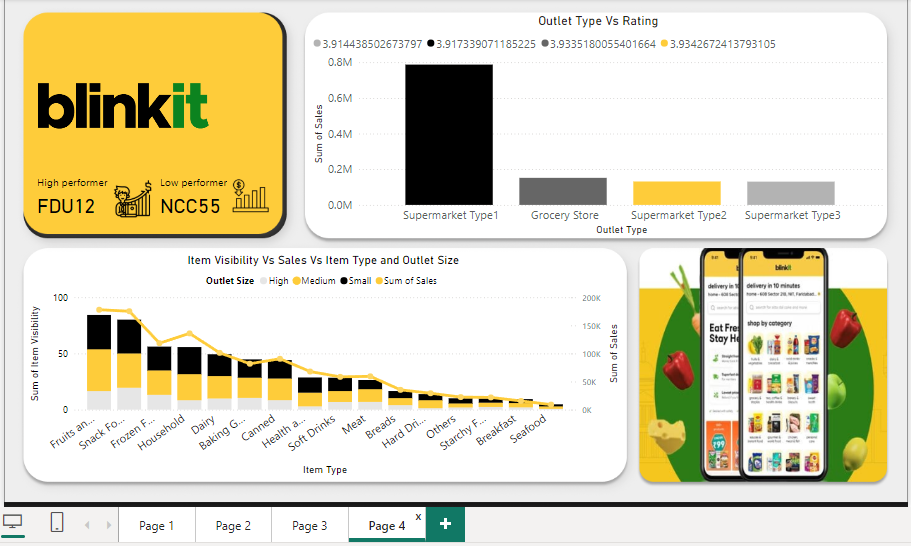 blinkit
High performer
FDU12
Low performer
NCC55
Outlet Type Vs Rating
3.914438502673797 3.917339071185225 3.9335180055401664 3.9342672413793105
Sum of Sales
0.8M
0.6M
0.4M
0.2M
0.0M
Supermarket Type1 Grocery Store Supermarket Type2 Supermarket Type3
Outlet Type
Item Visibility Vs Sales Vs Item Type and Outlet Size
Outlet Size High Medium Small Sum of Sales
Sum of Item Visibility
100
50
0
200K
150K
100K
50K
0K
Sum of Sales
Fruits an... Snack Fo... Frozen F... Household Dairy Baking G... Canned Health a... Soft Drinks Meat Breads Hard Dri... Others Starchy F... Breakfast Seafood
Item Type
delivery in
Eat Fres
Stay He
blinkit
delivery in 10 minutes
shop by category
Page 1 Page 2 Page 3 Page 4 x +